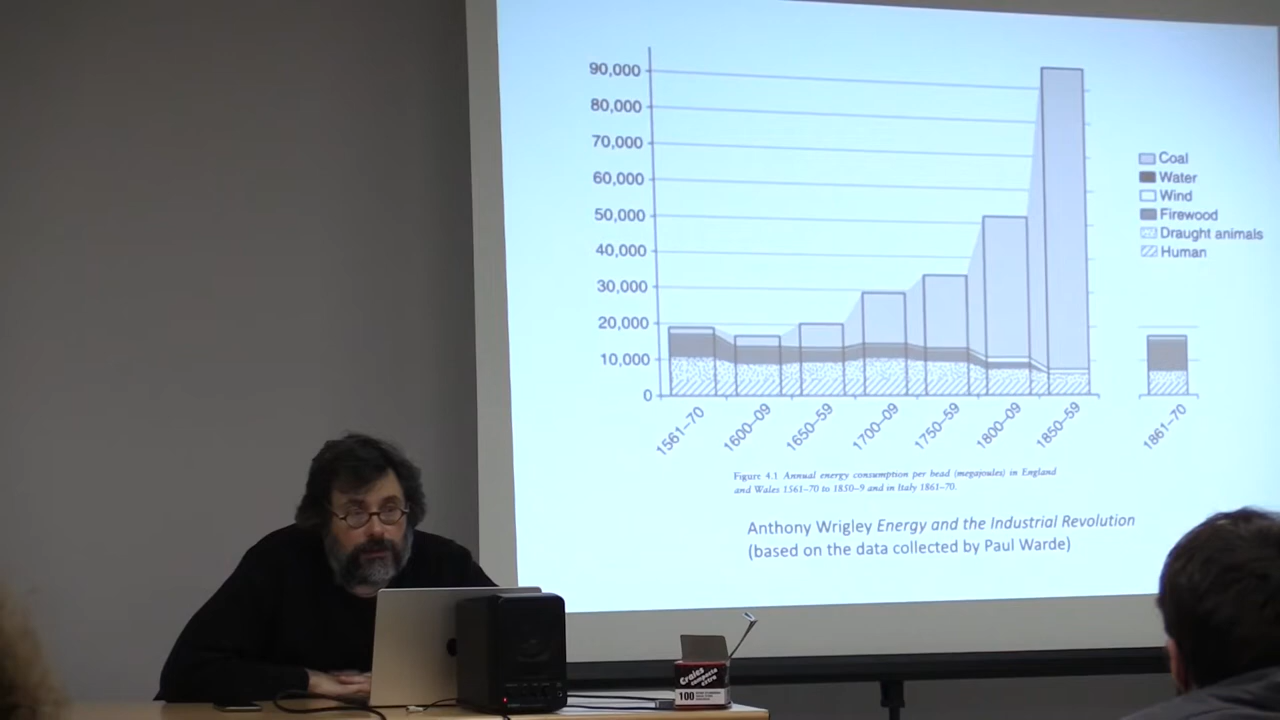 90,000
80,000
70,000
60,000
50,000
40,000
30,000
20,000
10,000
0
1561–70
1600–09
1650–59
1700–09
1750–59
1800–09
1850–59
1861–70
Coal
Water
Wind
Firewood
Draught animals
Human
Figure 4.1 Annual energy consumption per head (megajoules) in England
and Wales 1561–70 to 1850–9 and in Italy 1861–70.
Anthony Wrigley Energy and the Industrial Revolution
(based on the data collected by Paul Warde)
100